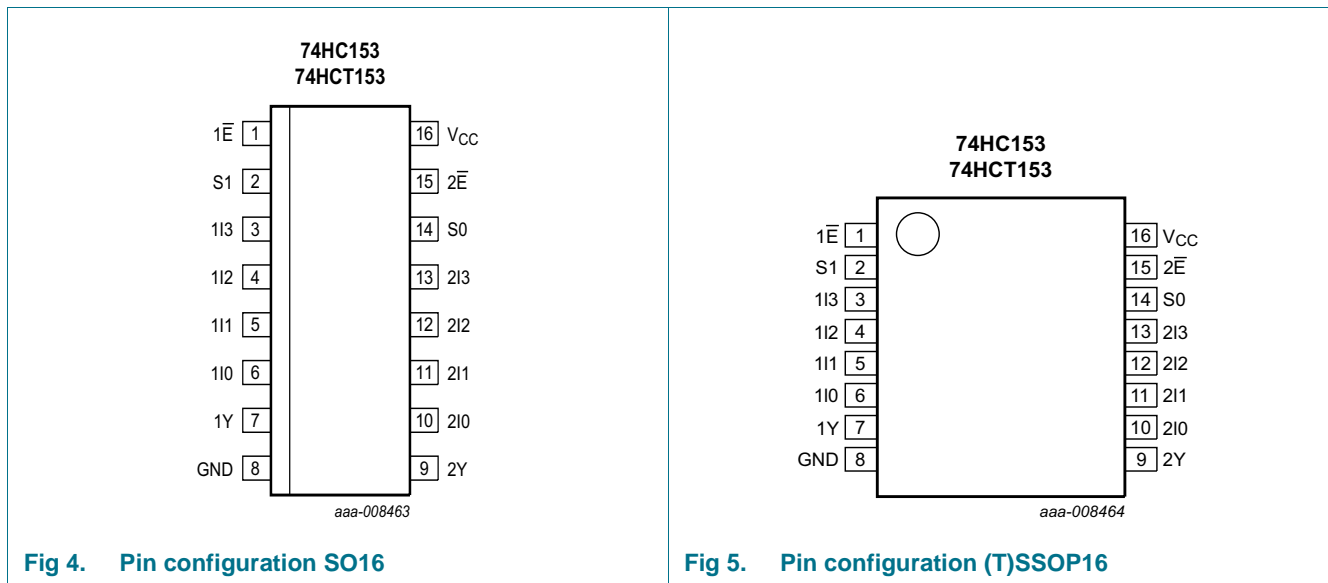 74HC153
74HCT153
1E̅ 1 16 VCC
S1 2 15 2E̅
1I3 3 14 S0
1I2 4 13 2I3
1I1 5 12 2I2
1I0 6 11 2I1
1Y 7 10 2I0
GND 8 9 2Y
aaa-008463
Fig 4. Pin configuration SO16
74HC153
74HCT153
1E̅ 1 16 VCC
S1 2 15 2E̅
1I3 3 14 S0
1I2 4 13 2I3
1I1 5 12 2I2
1I0 6 11 2I1
1Y 7 10 2I0
GND 8 9 2Y
aaa-008464
Fig 5. Pin configuration (T)SSOP16